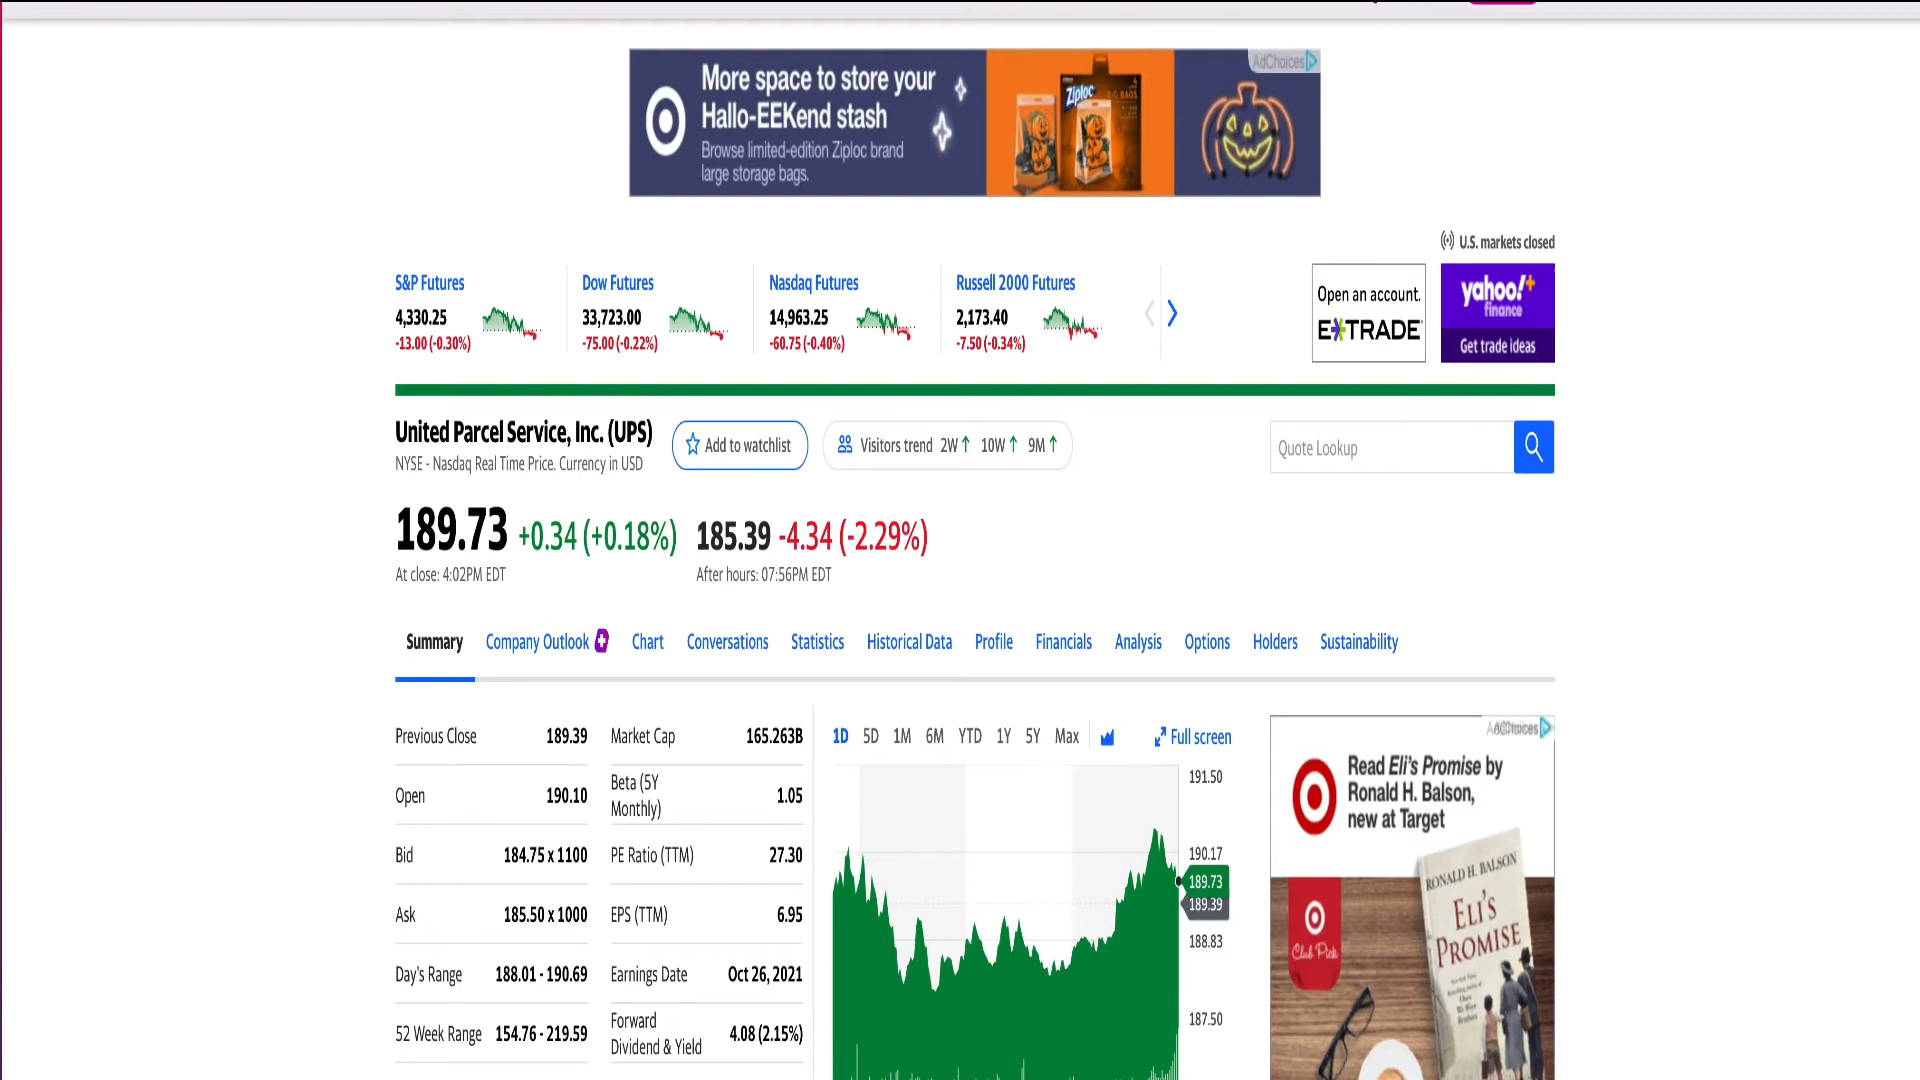 More space to store your
Hallo-EEKend stash
Browse limited-edition Ziploc brand
large storage bags.
Ziploc
BIG BAGS
AdChoices
U.S. markets closed
S&P Futures
4,330.25
-13.00 (-0.30%)
Dow Futures
33,723.00
-75.00 (-0.22%)
Nasdaq Futures
14,963.25
-60.75 (-0.40%)
Russell 2000 Futures
2,173.40
-7.50 (-0.34%)
Open an account.
E*TRADE
yahoo!+
finance
Get trade ideas
United Parcel Service, Inc. (UPS)
NYSE - Nasdaq Real Time Price. Currency in USD
Add to watchlist
Visitors trend 2W↑ 10W↑ 9M↑
Quote Lookup
189.73 +0.34 (+0.18%)
At close: 4:02PM EDT
185.39 -4.34 (-2.29%)
After hours: 07:56PM EDT
Summary Company Outlook Chart Conversations Statistics Historical Data Profile Financials Analysis Options Holders Sustainability
Previous Close 189.39
Open 190.10
Bid 184.75 x 1100
Ask 185.50 x 1000
Day's Range 188.01 - 190.69
52 Week Range 154.76 - 219.59
Market Cap 165.263B
Beta (5Y
Monthly) 1.05
PE Ratio (TTM) 27.30
EPS (TTM) 6.95
Earnings Date Oct 26, 2021
Forward
Dividend & Yield 4.08 (2.15%)
1D 5D 1M 6M YTD 1Y 5Y Max Full screen
191.50
190.17
189.73
189.39
188.83
187.50
AdChoices
Read Eli's Promise by
Ronald H. Balson,
new at Target
Club Pick
RONALD H. BALSON
ELI'S
PROMISE